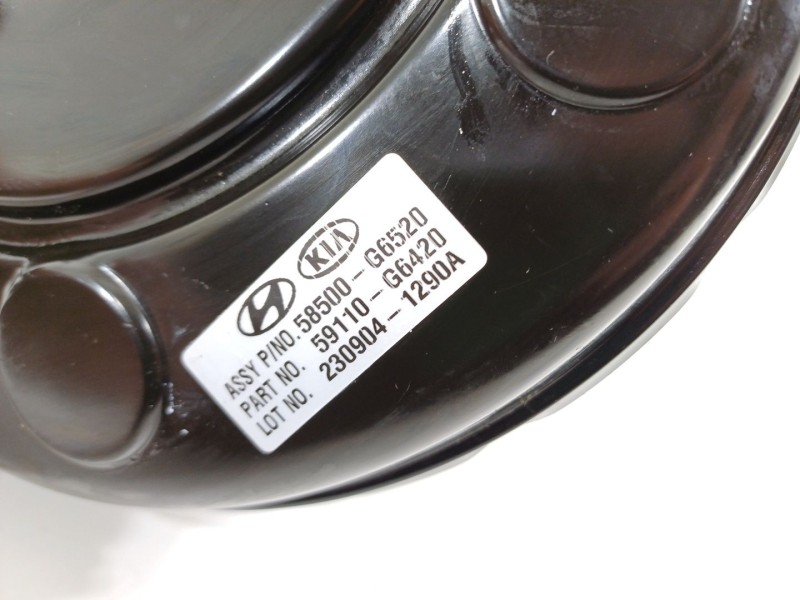 KIA
ASSY P/NO. 58500-G6520
PART NO. 59110-G6420
LOT NO. 230904-1290A